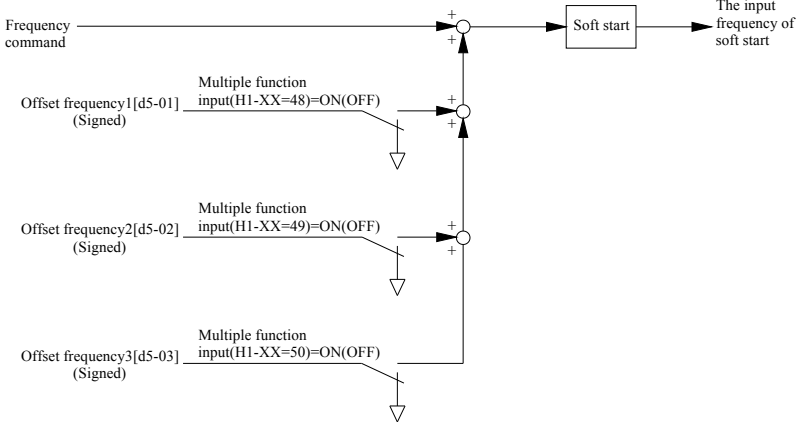 Frequency
command
+
+
Soft start
The input
frequency of
soft start
Multiple function
input(H1-XX=48)=ON(OFF)
Offset frequency1[d5-01]
(Signed)
+
+
Multiple function
input(H1-XX=49)=ON(OFF)
Offset frequency2[d5-02]
(Signed)
+
+
Multiple function
input(H1-XX=50)=ON(OFF)
Offset frequency3[d5-03]
(Signed)